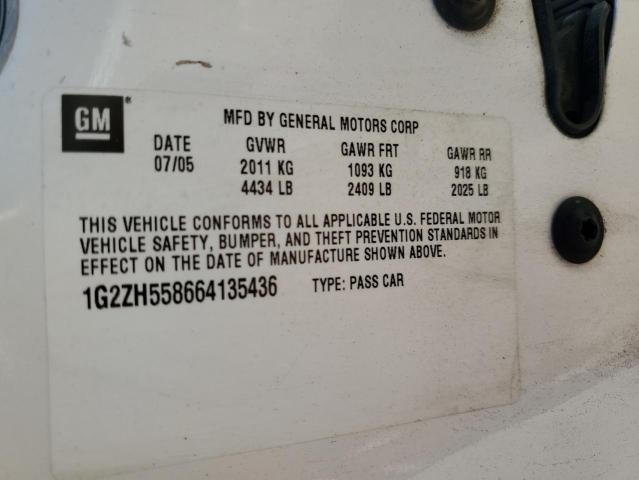 GM®
MFD BY GENERAL MOTORS CORP
DATE GVWR GAWR FRT GAWR RR
07/05 2011 KG 1093 KG 918 KG
4434 LB 2409 LB 2025 LB
THIS VEHICLE CONFORMS TO ALL APPLICABLE U.S. FEDERAL MOTOR
VEHICLE SAFETY, BUMPER, AND THEFT PREVENTION STANDARDS IN
EFFECT ON THE DATE OF MANUFACTURE SHOWN ABOVE.
1G2ZH558664135436 TYPE: PASS CAR